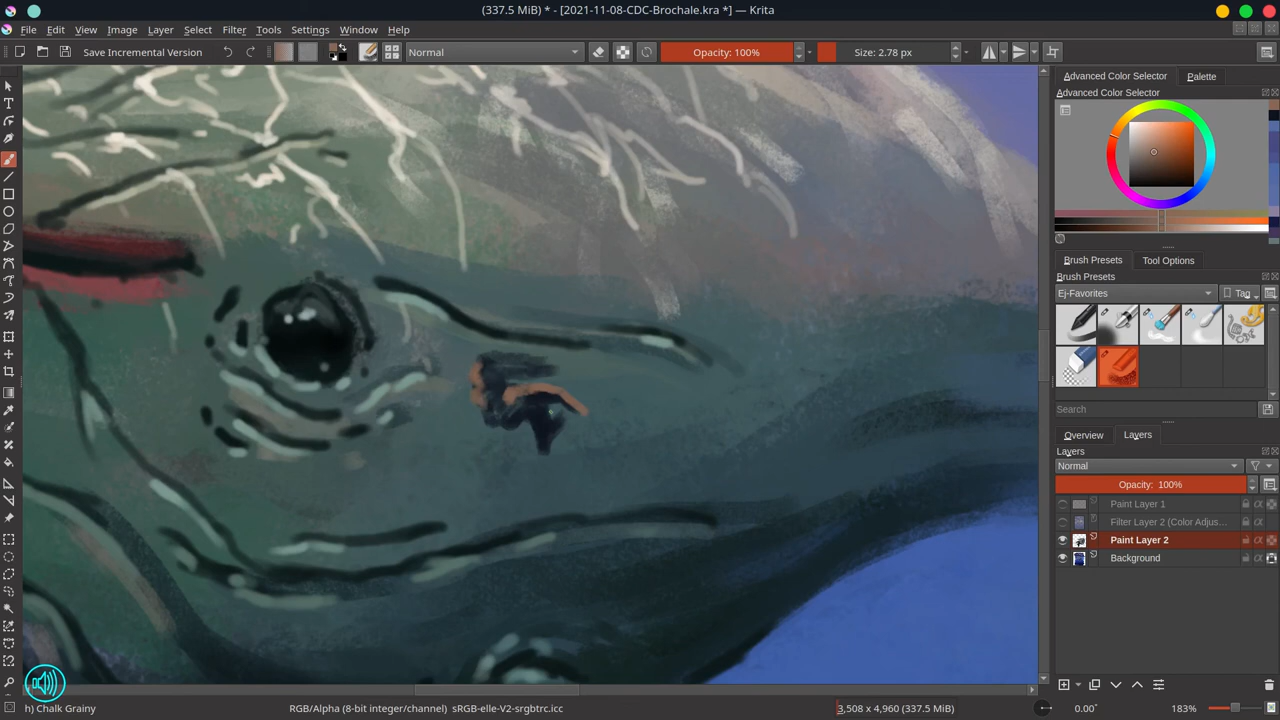 (337.5 MiB) * - [2021-11-08-CDC-Brochale.kra *] — Krita
File Edit View Image Layer Select Filter Tools Settings Window Help
Save Incremental Version Normal Opacity: 100% Size: 2.78 px
Advanced Color Selector Palette
Advanced Color Selector
Brush Presets Tool Options
Brush Presets
Ej-Favorites Tag
Search
Overview Layers
Layers
Normal
Opacity: 100%
Paint Layer 1
Filter Layer 2 (Color Adjus...
Paint Layer 2
Background
h) Chalk Grainy RGB/Alpha (8-bit integer/channel) sRGB-elle-V2-srgbtrc.icc 3,508 x 4,960 (337.5 MiB) 0.00° 183%